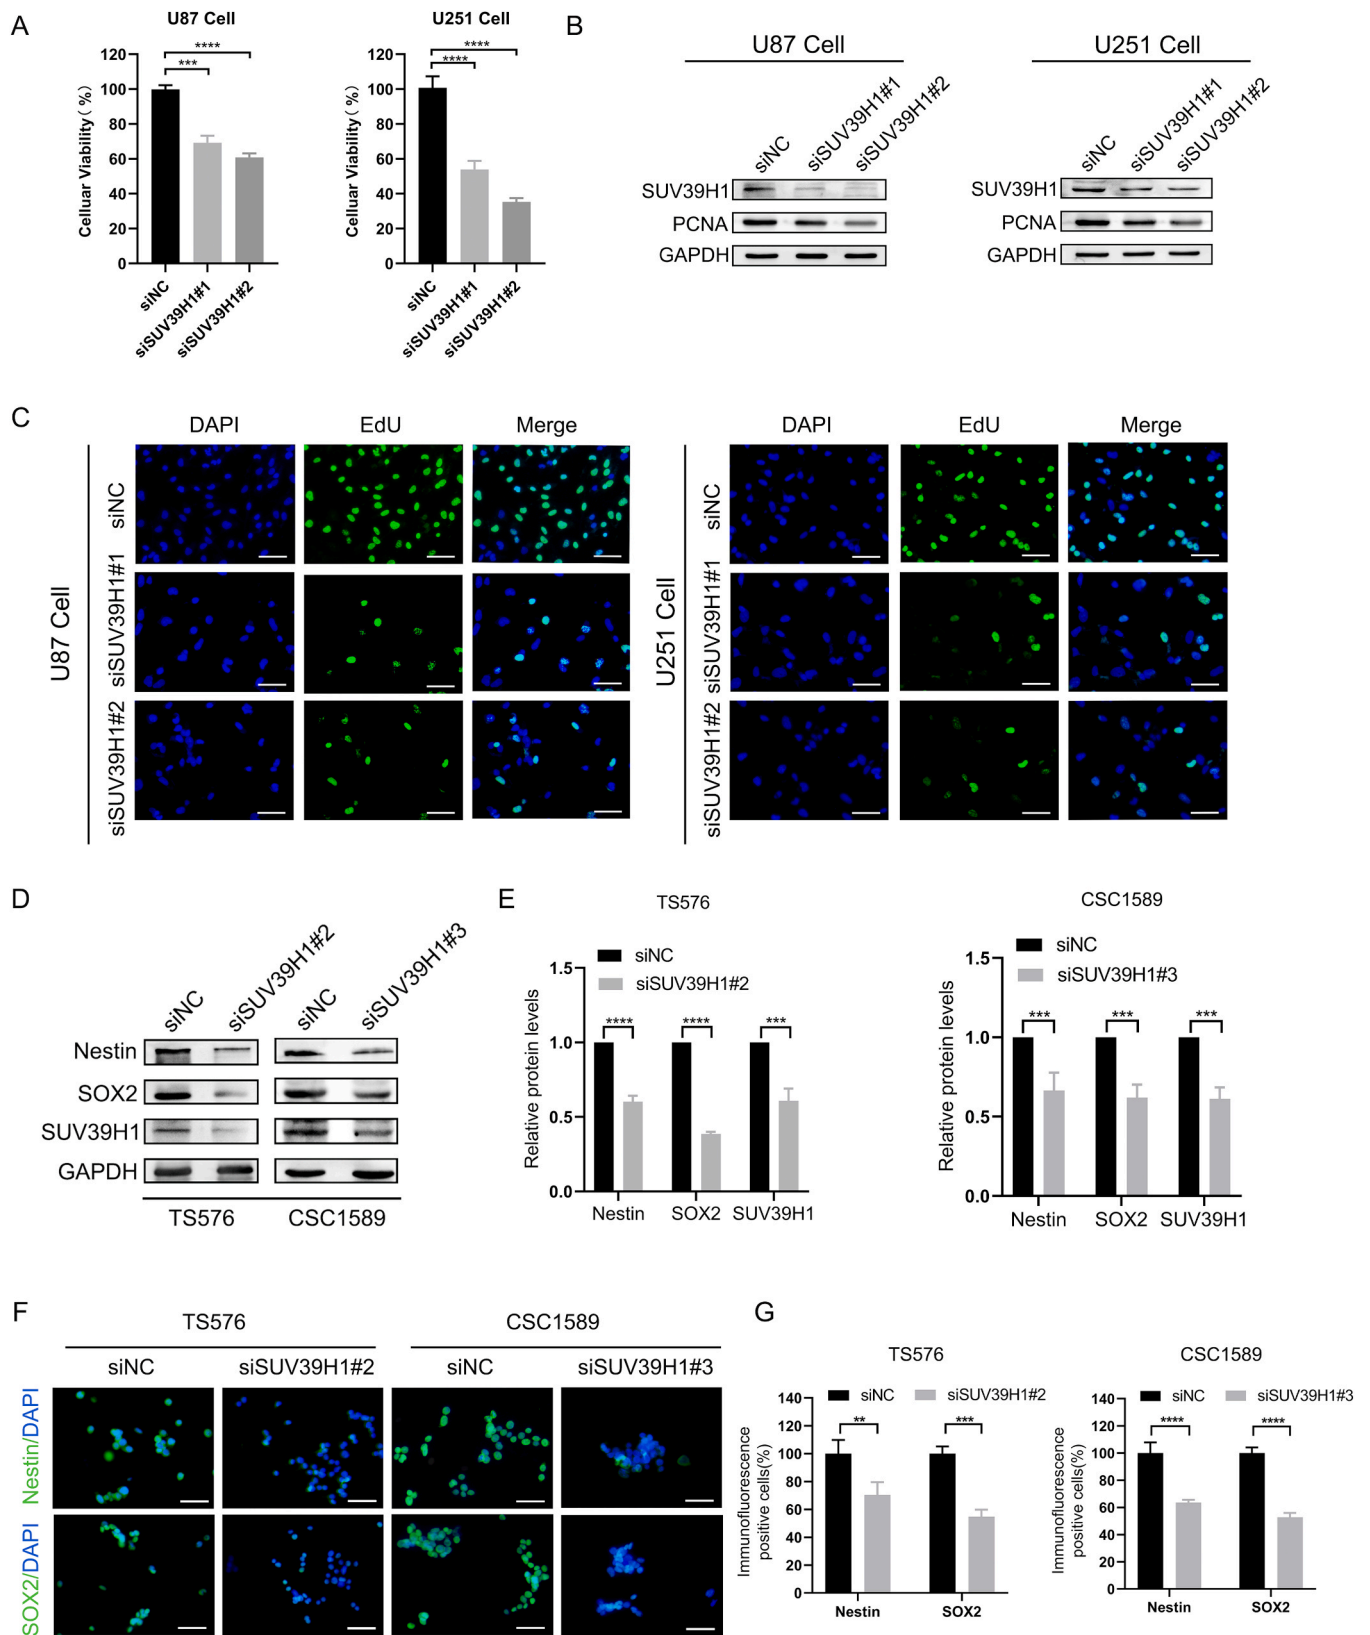 A
U87 Cell
Celluar Viability( %)
120
100
80
60
40
20
0
****
***
siNC
siSUV39H1#1
siSUV39H1#2
U251 Cell
Celluar Viability( %)
120
100
80
60
40
20
0
****
****
siNC
siSUV39H1#1
siSUV39H1#2
B
U87 Cell
siNC
siSUV39H1#1
siSUV39H1#2
SUV39H1
PCNA
GAPDH
U251 Cell
siNC
siSUV39H1#1
siSUV39H1#2
SUV39H1
PCNA
GAPDH
C
DAPI
EdU
Merge
U87 Cell
siNC
siSUV39H1#1
siSUV39H1#2
DAPI
EdU
Merge
U251 Cell
siNC
siSUV39H1#1
siSUV39H1#2
D
siNC
siSUV39H1#2
siNC
siSUV39H1#3
Nestin
SOX2
SUV39H1
GAPDH
TS576
CSC1589
E
TS576
siNC
siSUV39H1#2
Relative protein levels
1.5
1.0
0.5
0.0
****
****
***
Nestin
SOX2
SUV39H1
CSC1589
siNC
siSUV39H1#3
Relative protein levels
1.5
1.0
0.5
0.0
***
***
***
Nestin
SOX2
SUV39H1
F
TS576
CSC1589
siNC
siSUV39H1#2
siNC
siSUV39H1#3
Nestin/DAPI
SOX2/DAPI
G
TS576
siNC
siSUV39H1#2
Immunofluorescence
positive cells(%)
140
120
100
80
60
40
20
0
**
***
Nestin
SOX2
CSC1589
siNC
siSUV39H1#3
Immunofluorescence
positive cells(%)
140
120
100
80
60
40
20
0
****
****
Nestin
SOX2